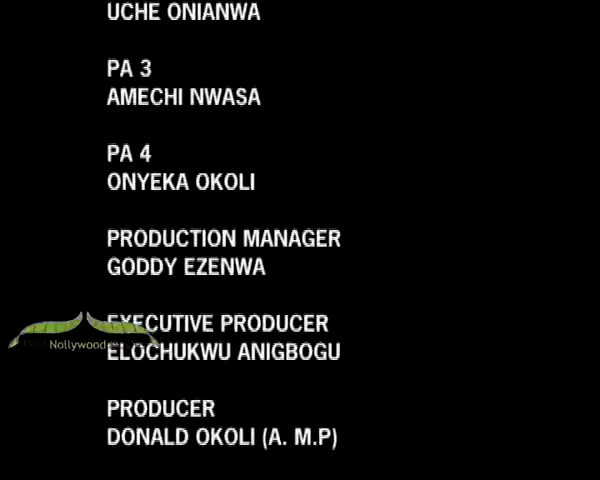 UCHE ONIANWA
PA 3
AMECHI NWASA
PA 4
ONYEKA OKOLI
PRODUCTION MANAGER
GODDY EZENWA
EXECUTIVE PRODUCER
Nollywood
ELOCHUKWU ANIGBOGU
PRODUCER
DONALD OKOLI (A. M.P)